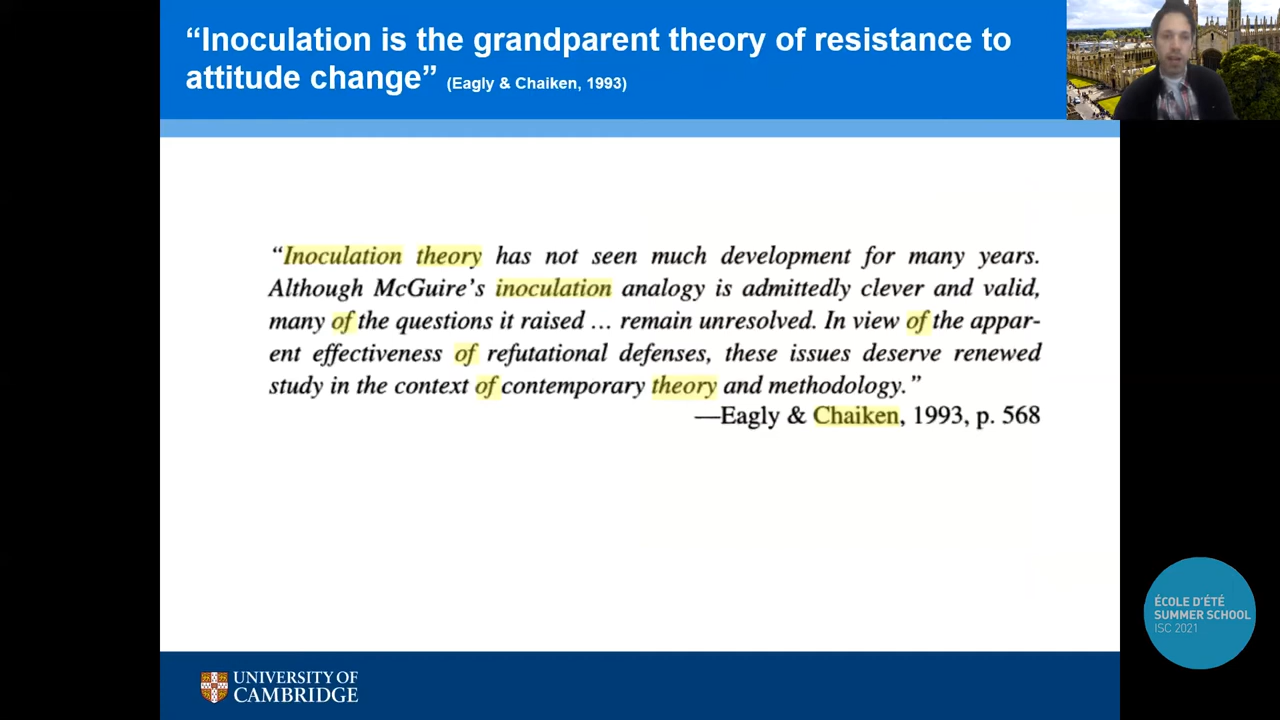 “Inoculation is the grandparent theory of resistance to
attitude change” (Eagly & Chaiken, 1993)
“Inoculation theory has not seen much development for many years.
Although McGuire’s inoculation analogy is admittedly clever and valid,
many of the questions it raised … remain unresolved. In view of the appar-
ent effectiveness of refutational defenses, these issues deserve renewed
study in the context of contemporary theory and methodology.”
—Eagly & Chaiken, 1993, p. 568
ÉCOLE D’ÉTÉ
SUMMER SCHOOL
ISC 2021
UNIVERSITY OF
CAMBRIDGE